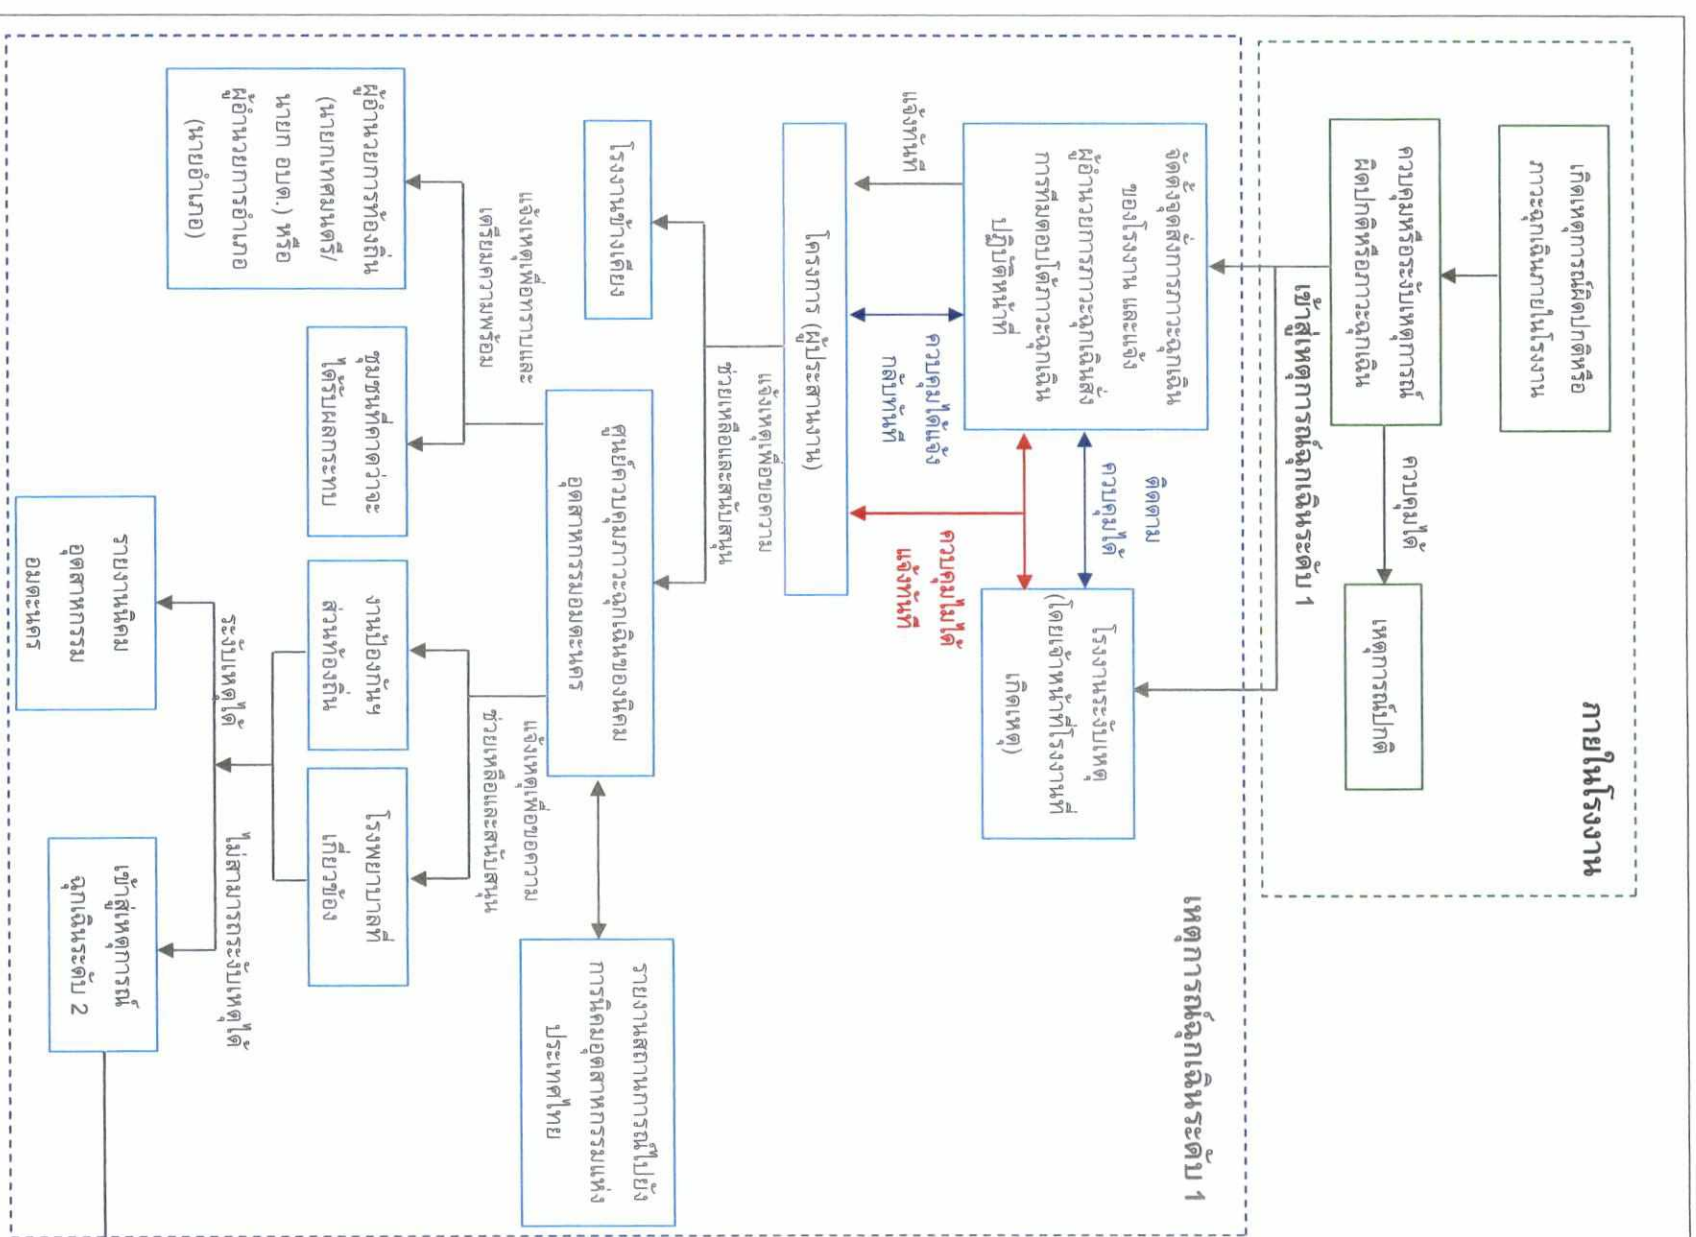 ภายในโรงงาน
เกิดเหตุการณ์ผิดปกติหรือ
ภาวะฉุกเฉินภายในโรงงาน
ควบคุมหรือระงับเหตุการณ์
ผิดปกติหรือภาวะฉุกเฉิน
ควบคุมได้
เหตุการณ์ปกติ
เข้าสู่เหตุการณ์ฉุกเฉินระดับ 1
เหตุการณ์ฉุกเฉินระดับ 1
จัดตั้งจุดสั่งการภาวะฉุกเฉิน
ของโรงงาน และแจ้ง
ผู้อำนวยการภาวะฉุกเฉินสั่ง
การทีมตอบโต้ภาวะฉุกเฉิน
ปฏิบัติหน้าที่
ติดตาม
ควบคุมได้
โรงงานระงับเหตุ
(โดยเจ้าหน้าที่โรงงานที่
เกิดเหตุ)
แจ้งทันที
ควบคุมได้แจ้ง
กลับทันที
ควบคุมไม่ได้
แจ้งทันที
โครงการ (ผู้ประสานงาน)
แจ้งเหตุเพื่อขอความ
ช่วยเหลือและสนับสนุน
โรงงานข้างเคียง
ศูนย์ควบคุมภาวะฉุกเฉินของนิคม
อุตสาหกรรมอมตะนคร
รายงานสถานการณ์ไปยัง
การนิคมอุตสาหกรรมแห่ง
ประเทศไทย
แจ้งเหตุเพื่อทราบและ
เตรียมความพร้อม
แจ้งเหตุเพื่อขอความ
ช่วยเหลือและสนับสนุน
ผู้อำนวยการท้องถิ่น
(นายกเทศมนตรี/
นายก อบต.) หรือ
ผู้อำนวยการอำเภอ
(นายอำเภอ)
ชุมชนที่คาดว่าจะ
ได้รับผลกระทบ
งานป้องกันฯ
ส่วนท้องถิ่น
โรงพยาบาลที่
เกี่ยวข้อง
ระงับเหตุได้
ไม่สามารถระงับเหตุได้
รายงานนิคม
อุตสาหกรรม
อมตะนคร
เข้าสู่เหตุการณ์
ฉุกเฉินระดับ 2